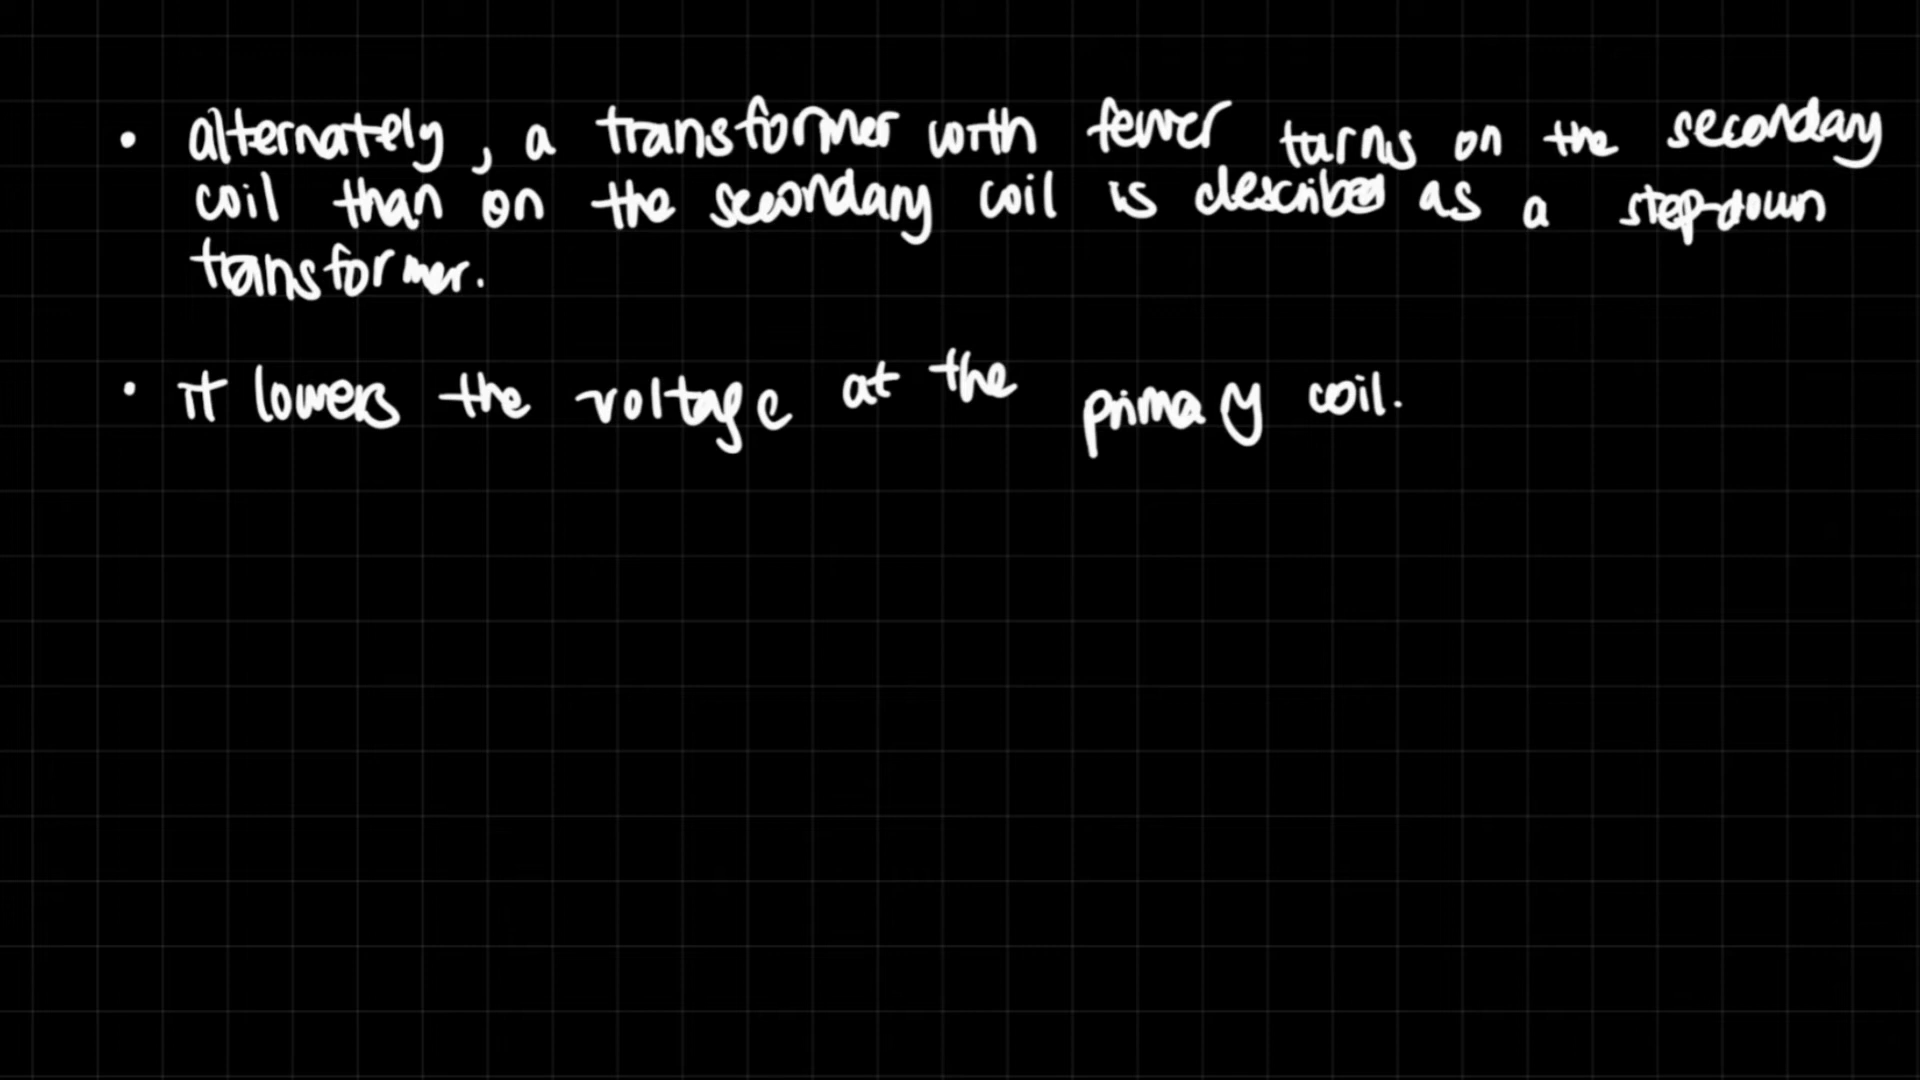 • alternately, a transformer with fewer turns on the secondary
coil than on the secondary coil is described as a step-down
transformer.
• it lowers the voltage at the primay coil.